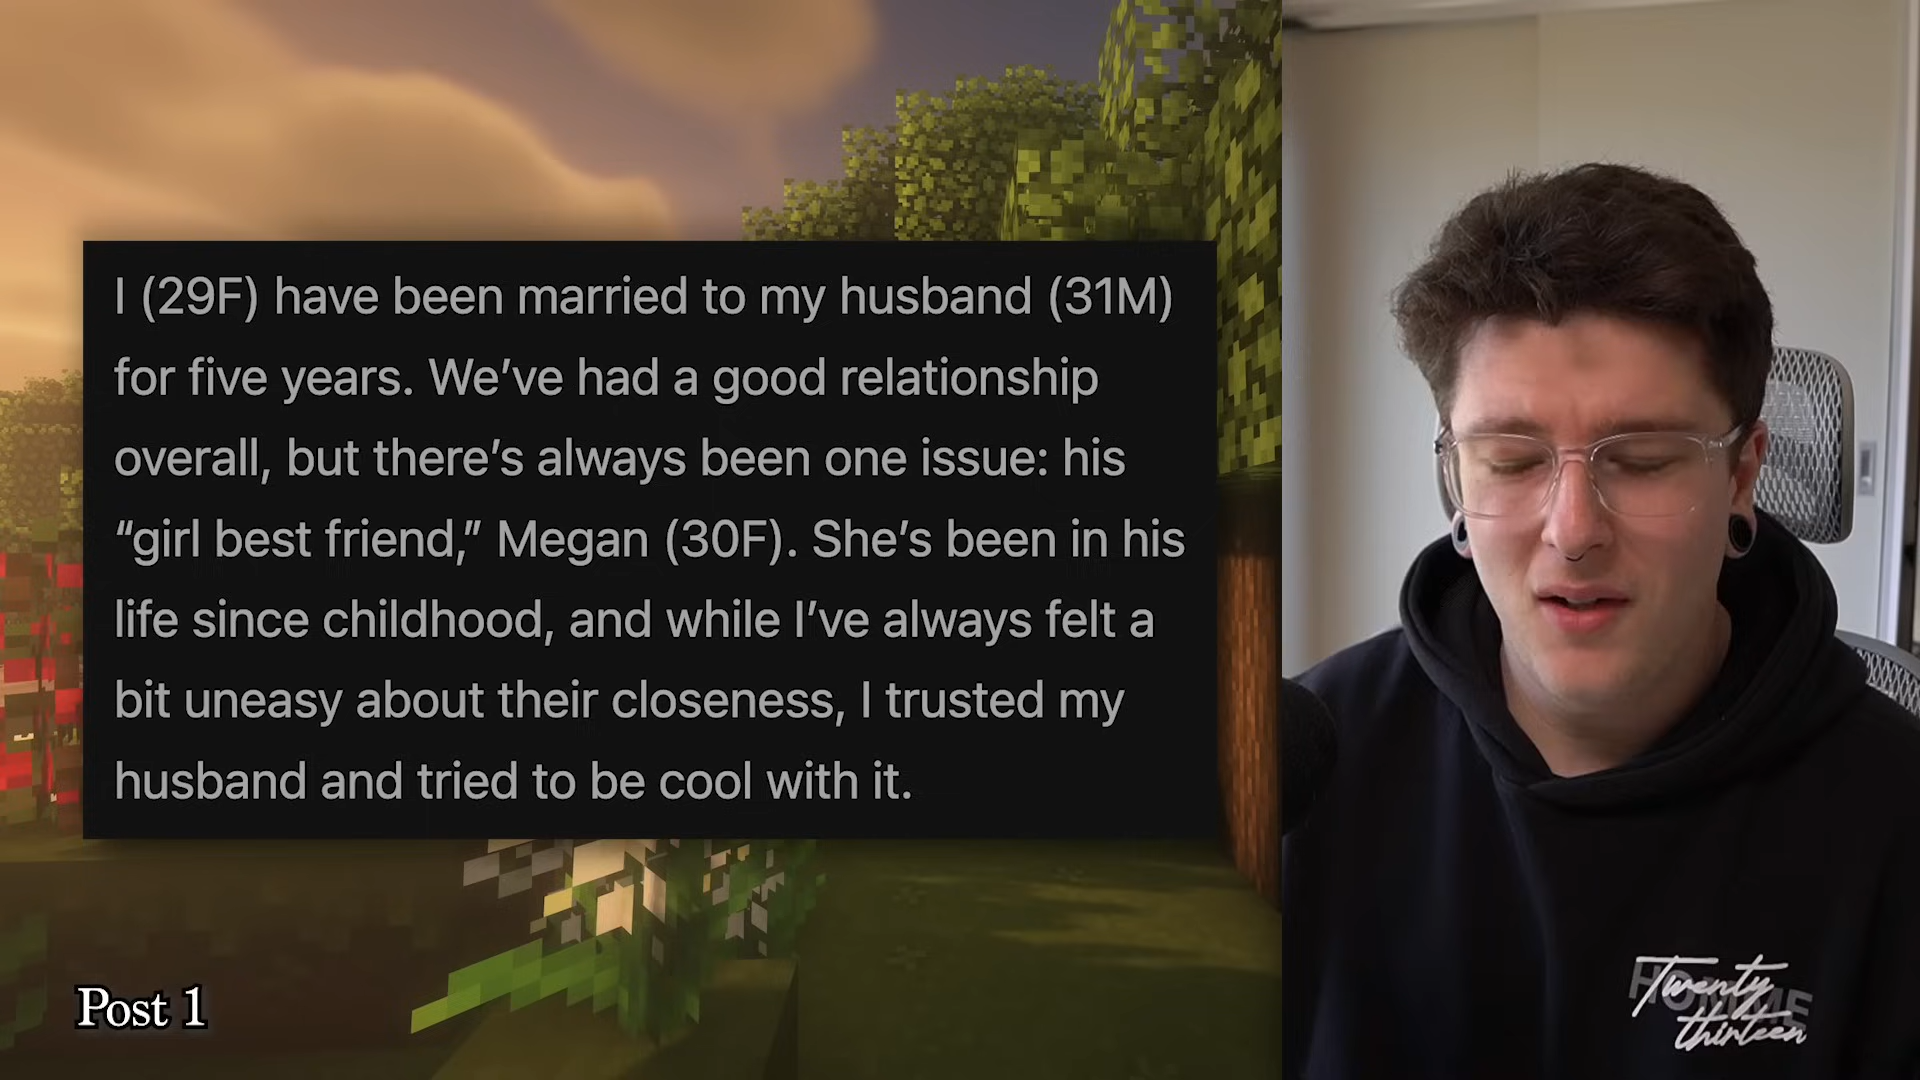 I (29F) have been married to my husband (31M)
for five years. We’ve had a good relationship
overall, but there’s always been one issue: his
“girl best friend,” Megan (30F). She’s been in his
life since childhood, and while I’ve always felt a
bit uneasy about their closeness, I trusted my
husband and tried to be cool with it.
Post 1
HOMME
Twenty
thirteen